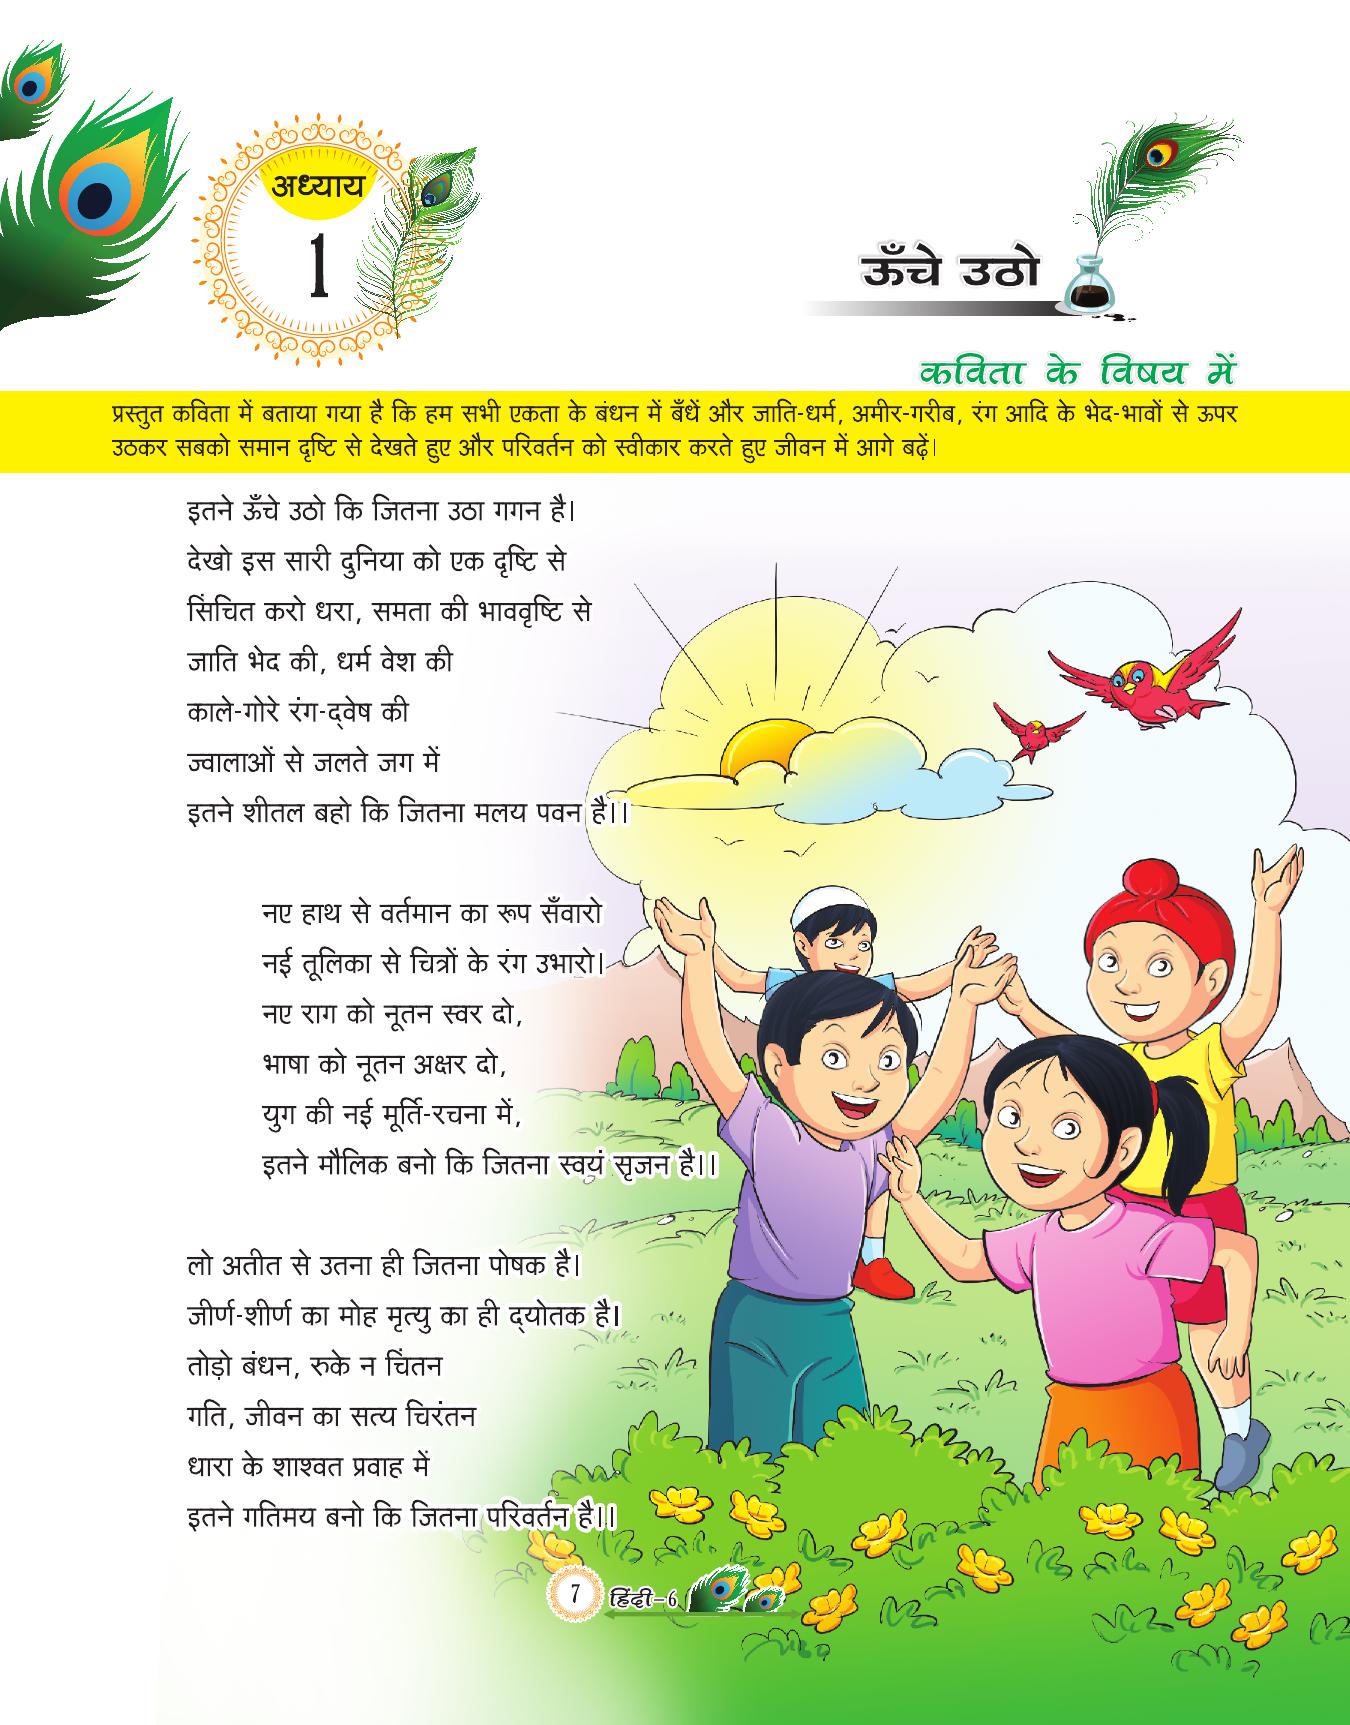 अध्याय
1
ऊँचे उठो
कविता के विषय में
प्रस्तुत कविता में बताया गया है कि हम सभी एकता के बंधन में बँधें और जाति-धर्म, अमीर-गरीब, रंग आदि के भेद-भावों से ऊपर
उठकर सबको समान दृष्टि से देखते हुए और परिवर्तन को स्वीकार करते हुए जीवन में आगे बढ़ें।
इतने ऊँचे उठो कि जितना उठा गगन है।
देखो इस सारी दुनिया को एक दृष्टि से
सिंचित करो धरा, समता की भाववृष्टि से
जाति भेद की, धर्म वेश की
काले-गोरे रंग-द्‌वेष की
ज्वालाओं से जलते जग में
इतने शीतल बहो कि जितना मलय पवन है।।
नए हाथ से वर्तमान का रूप सँवारो
नई तूलिका से चित्रों के रंग उभारो।
नए राग को नूतन स्वर दो,
भाषा को नूतन अक्षर दो,
युग की नई मूर्ति-रचना में,
इतने मौलिक बनो कि जितना स्वयं सृजन है।।
लो अतीत से उतना ही जितना पोषक है।
जीर्ण-शीर्ण का मोह मृत्यु का ही द्‌योतक है।
तोड़ो बंधन, रुके न चिंतन
गति, जीवन का सत्य चिरंतन
धारा के शाश्वत प्रवाह में
इतने गतिमय बनो कि जितना परिवर्तन है।।
7 हिंदी–6